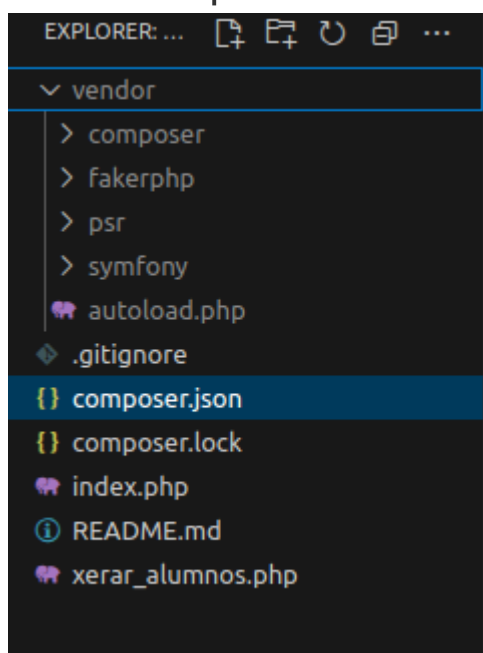 EXPLORER: ...
vendor
composer
fakerphp
psr
symfony
autoload.php
.gitignore
composer.json
composer.lock
index.php
README.md
xerar_alumnos.php